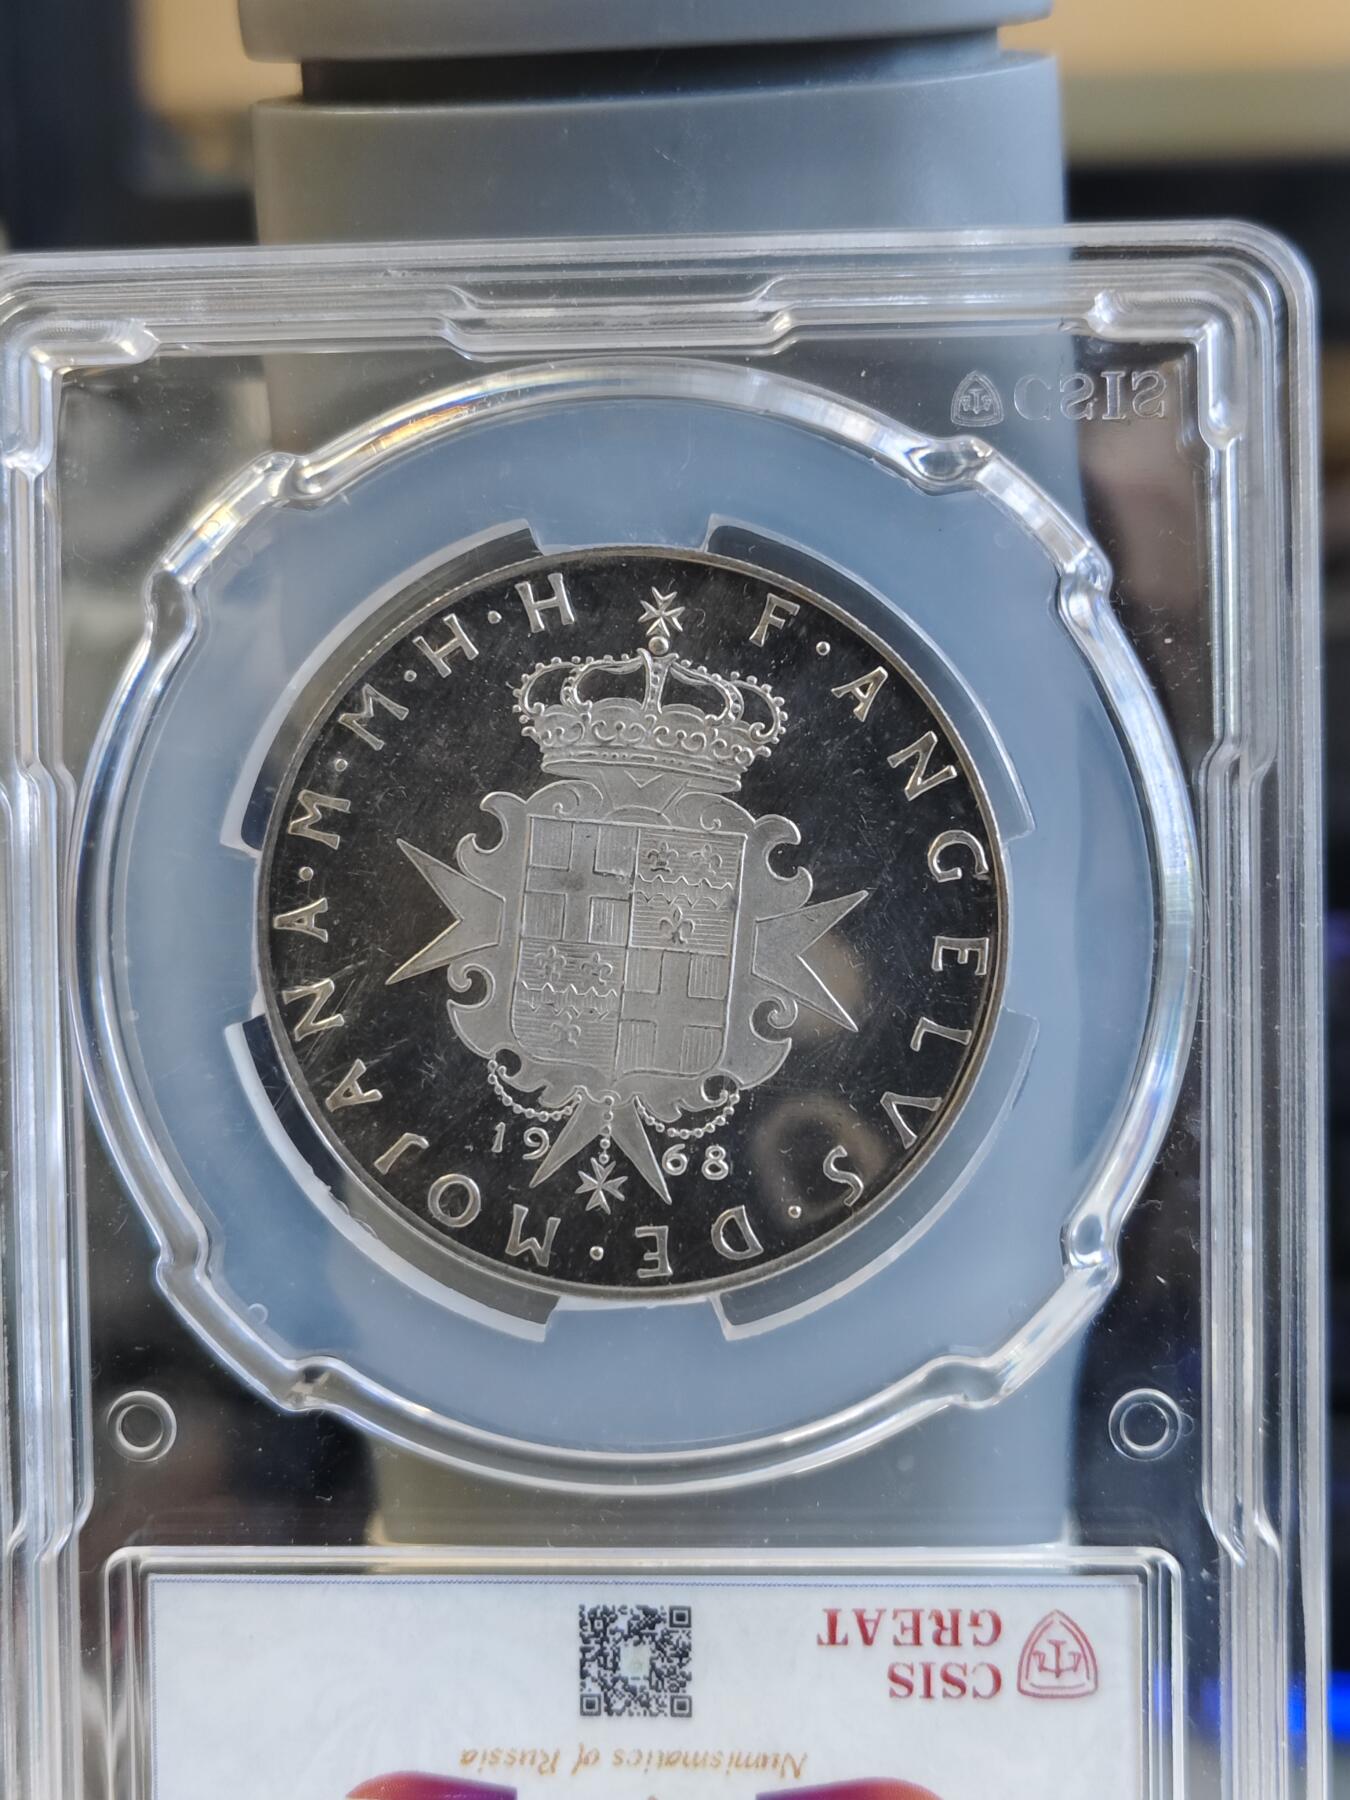 CSIS
F · ANGELVS · DE · MOJANA · M · M · H · H
1968
CSIS
GREAT
Numismatics of Russia